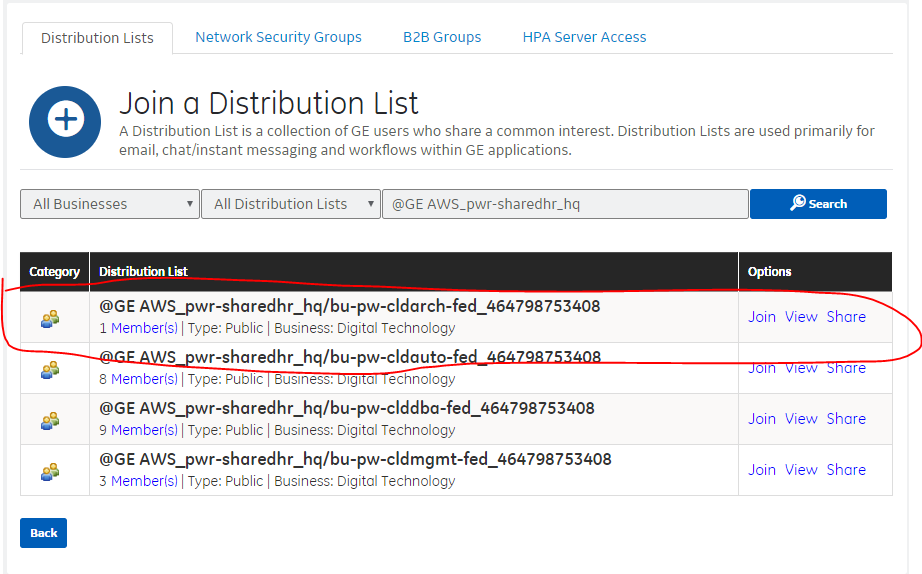 Distribution Lists
Network Security Groups
B2B Groups
HPA Server Access
Join a Distribution List
A Distribution List is a collection of GE users who share a common interest. Distribution Lists are used primarily for
email, chat/instant messaging and workflows within GE applications.
All Businesses
All Distribution Lists
@GE AWS_pwr-sharedhr_hq
Search
Category
Distribution List
Options
@GE AWS_pwr-sharedhr_hq/bu-pw-cldarch-fed_464798753408
1 Member(s) | Type: Public | Business: Digital Technology
Join View Share
@GE AWS_pwr-sharedhr_hq/bu-pw-cldauto-fed_464798753408
8 Member(s) | Type: Public | Business: Digital Technology
Join View Share
@GE AWS_pwr-sharedhr_hq/bu-pw-clddba-fed_464798753408
9 Member(s) | Type: Public | Business: Digital Technology
Join View Share
@GE AWS_pwr-sharedhr_hq/bu-pw-cldmgmt-fed_464798753408
3 Member(s) | Type: Public | Business: Digital Technology
Join View Share
Back